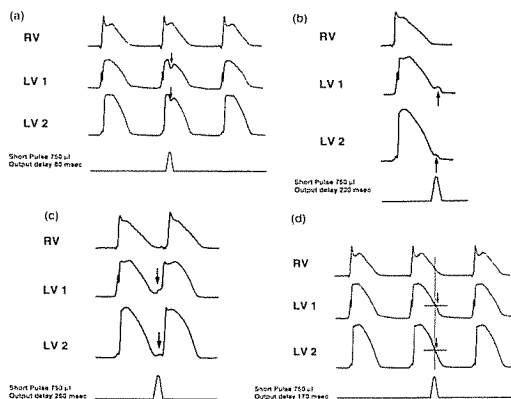 (a)
RV
LV 1
LV 2
Short Pulse 750 µl
Output delay 80 msec
(b)
RV
LV 1
LV 2
Short Pulse 750 µl
Output delay 220 msec
(c)
RV
LV 1
LV 2
Short Pulse 750 µl
Output delay 260 msec
(d)
RV
LV 1
LV 2
Short Pulse 750 µl
Output delay 170 msec